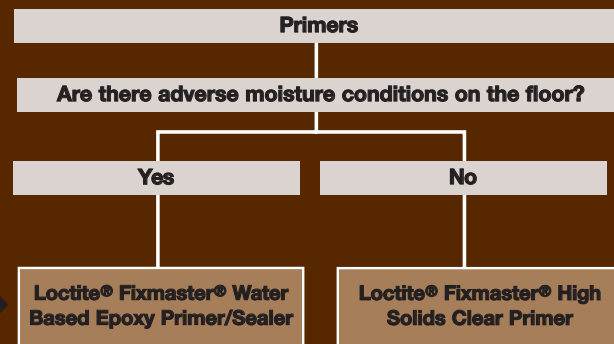 Primers
Are there adverse moisture conditions on the floor?
Yes
No
Loctite® Fixmaster® Water
Based Epoxy Primer/Sealer
Loctite® Fixmaster® High
Solids Clear Primer